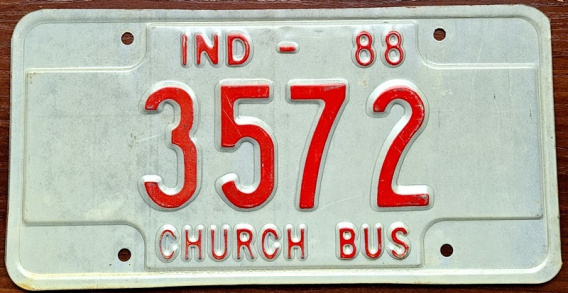 IND - 88
3572
CHURCH BUS